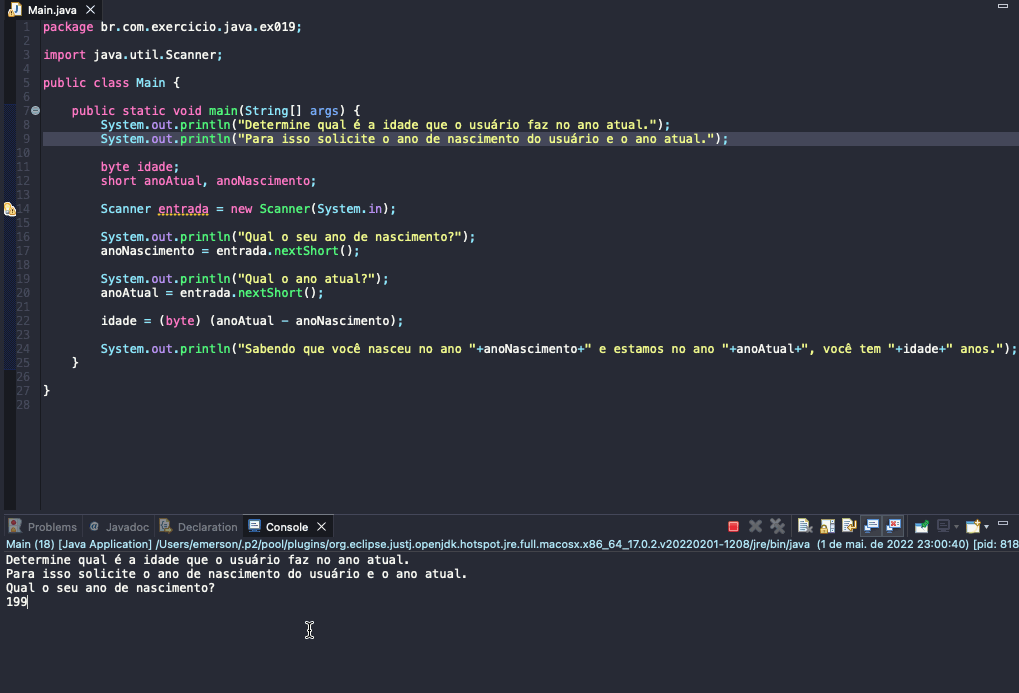 Main.java
1 package br.com.exercicio.java.ex019;
2
3 import java.util.Scanner;
4
5 public class Main {
6
7 public static void main(String[] args) {
8 System.out.println("Determine qual é a idade que o usuário faz no ano atual.");
9 System.out.println("Para isso solicite o ano de nascimento do usuário e o ano atual.");
10
11 byte idade;
12 short anoAtual, anoNascimento;
13
14 Scanner entrada = new Scanner(System.in);
15
16 System.out.println("Qual o seu ano de nascimento?");
17 anoNascimento = entrada.nextShort();
18
19 System.out.println("Qual o ano atual?");
20 anoAtual = entrada.nextShort();
21
22 idade = (byte) (anoAtual - anoNascimento);
23
24 System.out.println("Sabendo que você nasceu no ano "+anoNascimento+" e estamos no ano "+anoAtual+", você tem "+idade+" anos.");
25 }
26
27 }
28
Problems @ Javadoc Declaration Console
Main (18) [Java Application] /Users/emerson/.p2/pool/plugins/org.eclipse.justj.openjdk.hotspot.jre.full.macosx.x86_64_17.0.2.v20220201-1208/jre/bin/java (1 de mai. de 2022 23:00:40) [pid: 818
Determine qual é a idade que o usuário faz no ano atual.
Para isso solicite o ano de nascimento do usuário e o ano atual.
Qual o seu ano de nascimento?
199